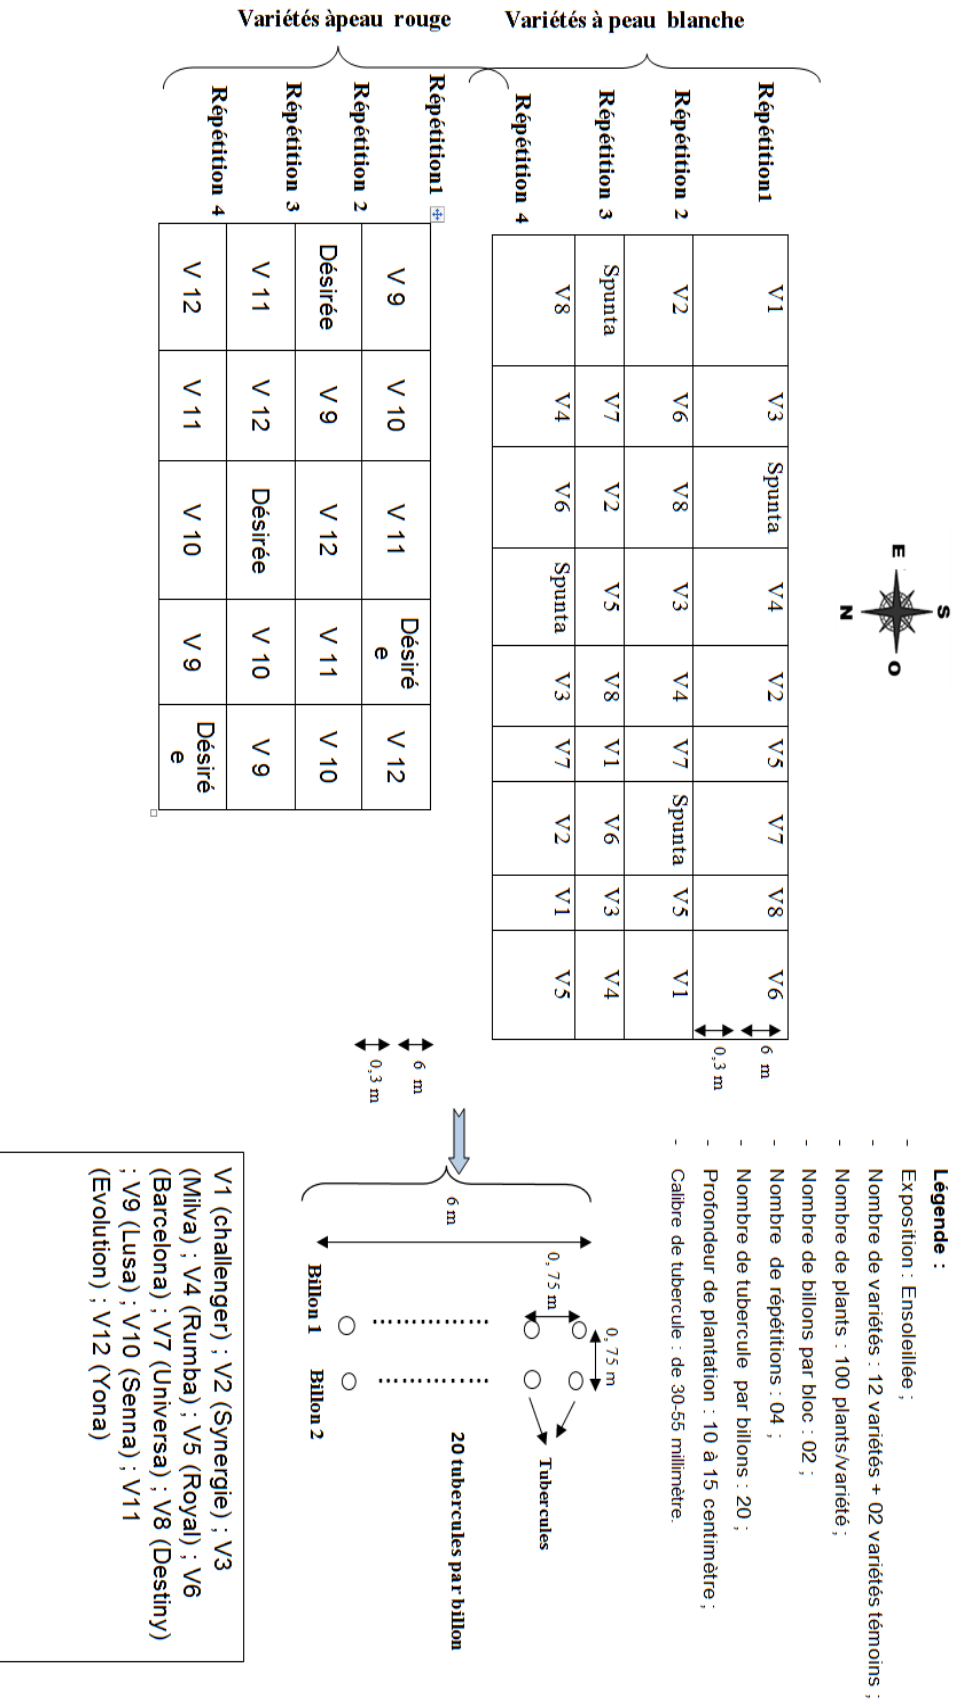 Variétés à peau blanche
Répétition1
V1 V3 Spunta V4 V2 V5 V7 V8 V6
Répétition 2
V2 V6 V8 V3 V4 V7 Spunta V5 V1
Répétition 3
Spunta V7 V2 V5 V8 V1 V6 V3 V4
Répétition 4
V8 V4 V6 Spunta V3 V7 V2 V1 V5
6 m
0,3 m
Variétés àpeau rouge
Répétition1
V 9 V 10 V 11 Désiré
e V 12
Répétition 2
Désirée V 9 V 12 V 11 V 10
Répétition 3
V 11 V 12 Désirée V 10 V 9
Répétition 4
V 12 V 11 V 10 V 9 Désiré
e
6 m
0,3 m
S
E
O
N
Légende :
- Exposition : Ensoleillée ;
- Nombre de variétés : 12 variétés + 02 variétés témoins ;
- Nombre de plants : 100 plants/variété ;
- Nombre de billons par bloc : 02 ;
- Nombre de répétitions : 04 ;
- Nombre de tubercule par billons : 20 ;
- Profondeur de plantation : 10 à 15 centimètre ;
- Calibre de tubercule : de 30-55 millimètre.
0, 75 m
0, 75 m
6 m
Tubercules
20 tubercules par billon
Billon 1
Billon 2
V1 (challenger) ; V2 (Synergie) ; V3
(Milva) ; V4 (Rumba) ; V5 (Royal) ; V6
(Barcelona) ; V7 (Universa) ; V8 (Destiny)
; V9 (Lusa) ; V10 (Senna) ; V11
(Evolution) ; V12 (Yona)